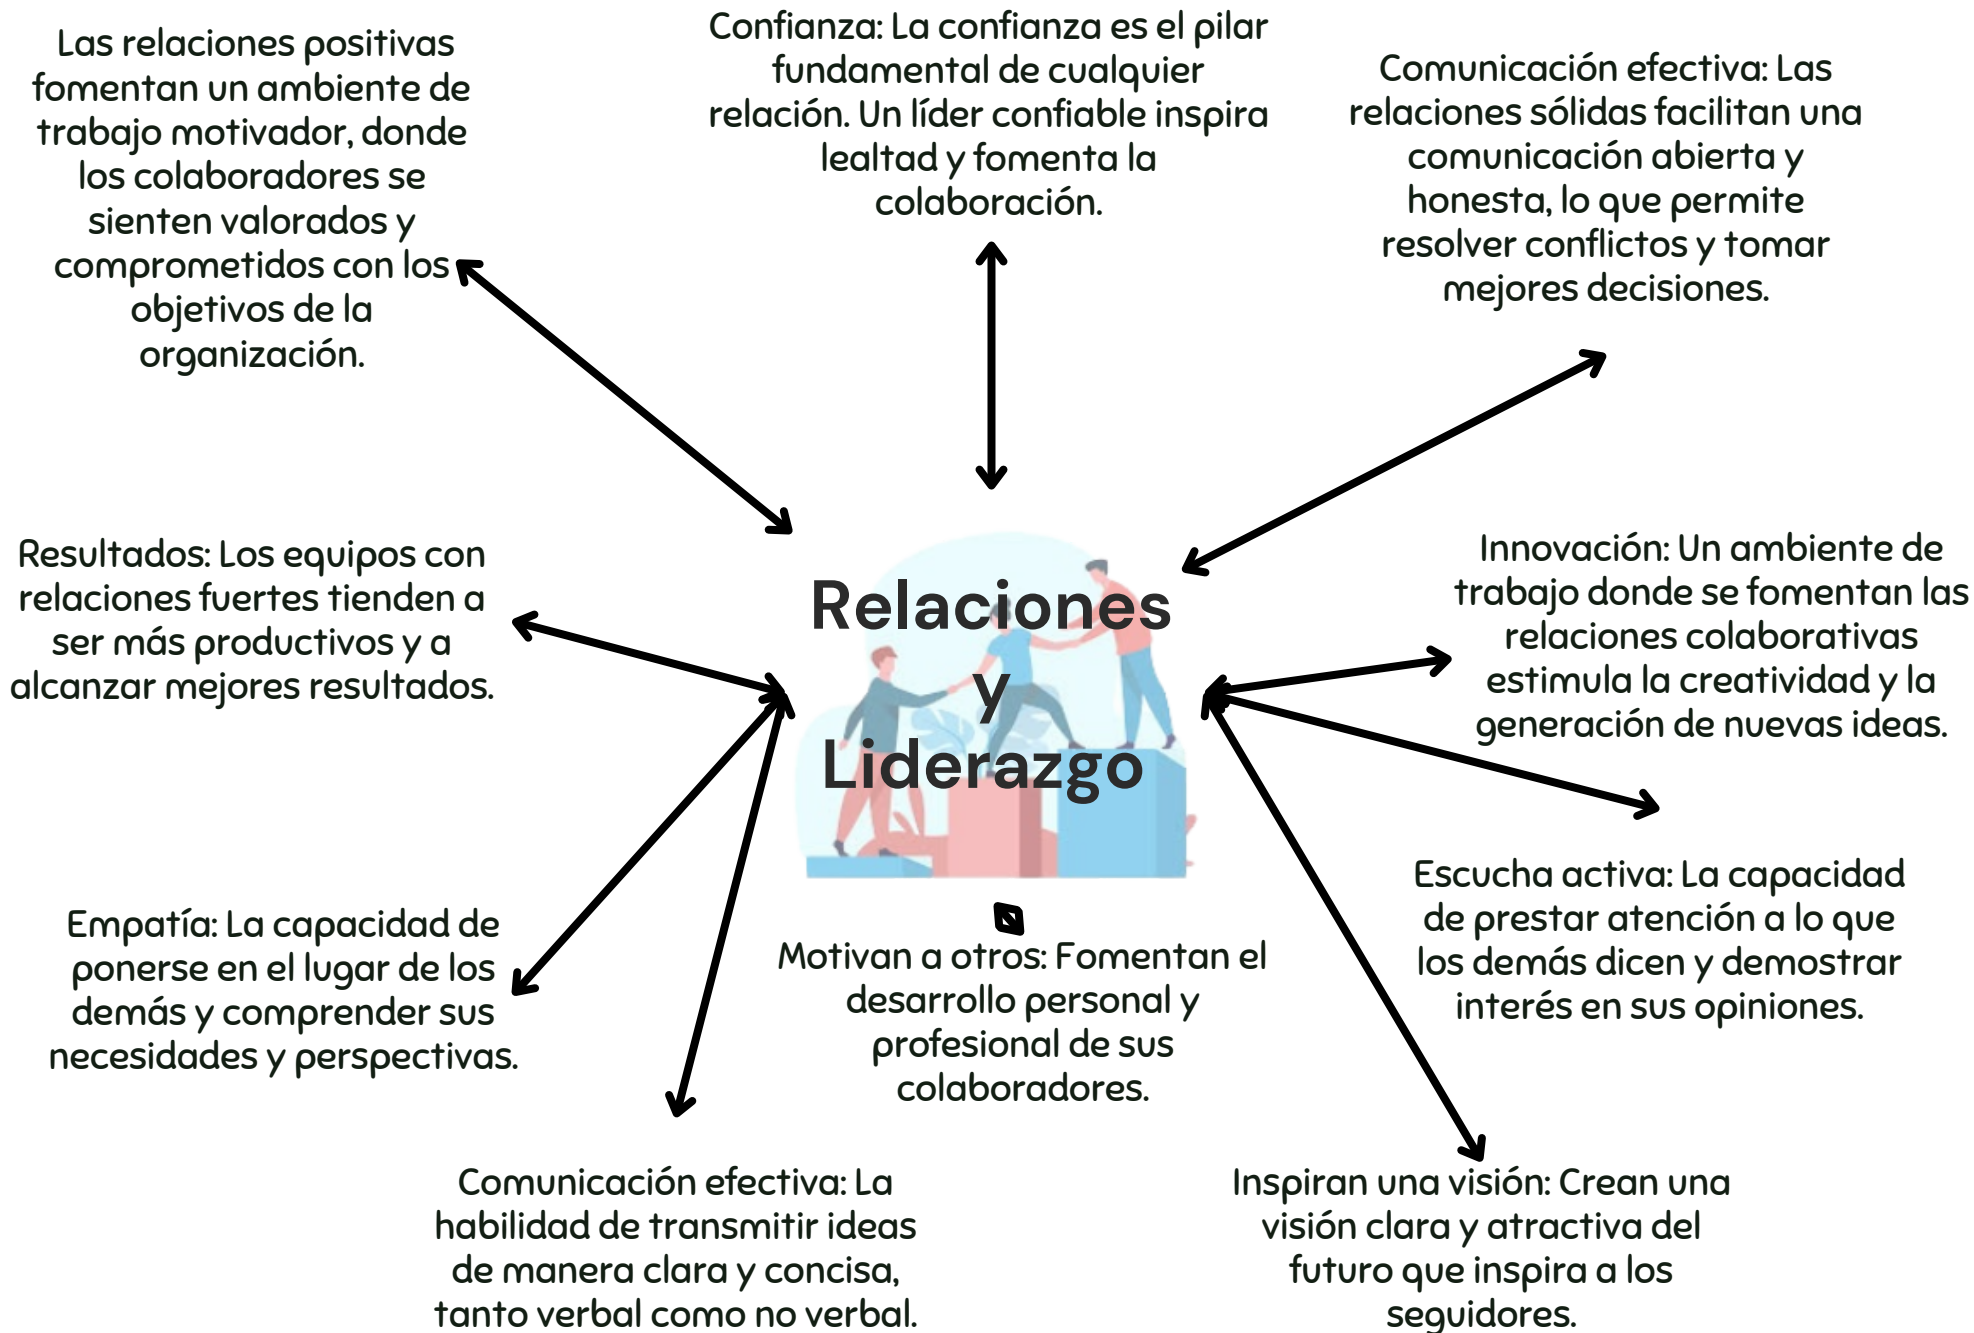 Las relaciones positivas
fomentan un ambiente de
trabajo motivador, donde
los colaboradores se
sienten valorados y
comprometidos con los
objetivos de la
organización.
Confianza: La confianza es el pilar
fundamental de cualquier
relación. Un líder confiable inspira
lealtad y fomenta la
colaboración.
Comunicación efectiva: Las
relaciones sólidas facilitan una
comunicación abierta y
honesta, lo que permite
resolver conflictos y tomar
mejores decisiones.
Resultados: Los equipos con
relaciones fuertes tienden a
ser más productivos y a
alcanzar mejores resultados.
Relaciones
y
Liderazgo
Innovación: Un ambiente de
trabajo donde se fomentan las
relaciones colaborativas
estimula la creatividad y la
generación de nuevas ideas.
Empatía: La capacidad de
ponerse en el lugar de los
demás y comprender sus
necesidades y perspectivas.
Motivan a otros: Fomentan el
desarrollo personal y
profesional de sus
colaboradores.
Escucha activa: La capacidad
de prestar atención a lo que
los demás dicen y demostrar
interés en sus opiniones.
Comunicación efectiva: La
habilidad de transmitir ideas
de manera clara y concisa,
tanto verbal como no verbal.
Inspiran una visión: Crean una
visión clara y atractiva del
futuro que inspira a los
seguidores.